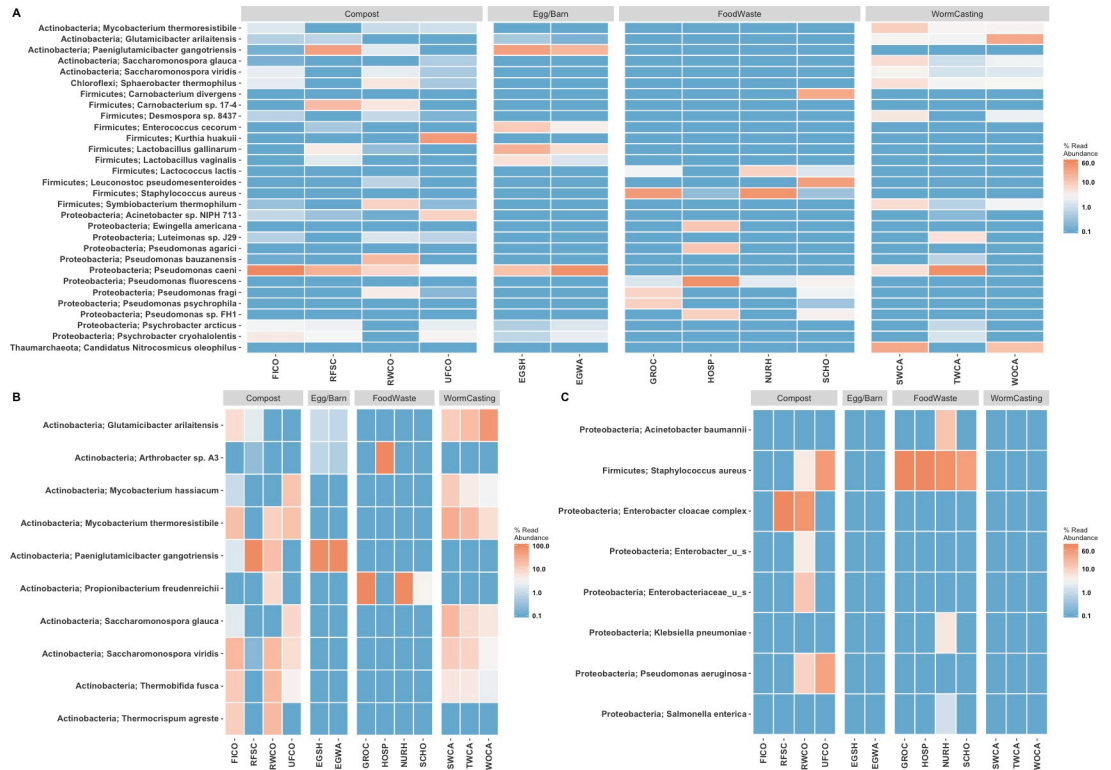 A
Compost Egg/Barn FoodWaste WormCasting
Actinobacteria; Mycobacterium thermoresistibile
Actinobacteria; Glutamicibacter arilaitensis
Actinobacteria; Paeniglutamicibacter gangotriensis
Actinobacteria; Saccharomonospora glauca
Actinobacteria; Saccharomonospora viridis
Chloroflexi; Sphaerobacter thermophilus
Firmicutes; Carnobacterium divergens
Firmicutes; Carnobacterium sp. 17-4
Firmicutes; Desmospora sp. 8437
Firmicutes; Enterococcus cecorum
Firmicutes; Kurthia huakuii
Firmicutes; Lactobacillus gallinarum
Firmicutes; Lactobacillus vaginalis
Firmicutes; Lactococcus lactis
Firmicutes; Leuconostoc pseudomesenteroides
Firmicutes; Staphylococcus aureus
Firmicutes; Symbiobacterium thermophilum
Proteobacteria; Acinetobacter sp. NIPH 713
Proteobacteria; Ewingella americana
Proteobacteria; Luteimonas sp. J29
Proteobacteria; Pseudomonas agarici
Proteobacteria; Pseudomonas bauzanensis
Proteobacteria; Pseudomonas caeni
Proteobacteria; Pseudomonas fluorescens
Proteobacteria; Pseudomonas fragi
Proteobacteria; Pseudomonas psychrophila
Proteobacteria; Pseudomonas sp. FH1
Proteobacteria; Psychrobacter arcticus
Proteobacteria; Psychrobacter cryohalolentis
Thaumarchaeota; Candidatus Nitrocosmicus oleophilus
FICO RFSC RWCO UFCO EGSH EGWA GROC HOSP NURH SCHO SWCA TWCA WOCA
% Read
Abundance
60.0
10.0
1.0
0.1
B
Compost Egg/Barn FoodWaste WormCasting
Actinobacteria; Glutamicibacter arilaitensis
Actinobacteria; Arthrobacter sp. A3
Actinobacteria; Mycobacterium hassiacum
Actinobacteria; Mycobacterium thermoresistibile
Actinobacteria; Paeniglutamicibacter gangotriensis
Actinobacteria; Propionibacterium freudenreichii
Actinobacteria; Saccharomonospora glauca
Actinobacteria; Saccharomonospora viridis
Actinobacteria; Thermobifida fusca
Actinobacteria; Thermocrispum agreste
FICO RFSC RWCO UFCO EGSH EGWA GROC HOSP NURH SCHO SWCA TWCA WOCA
% Read
Abundance
100.0
10.0
1.0
0.1
C
Compost Egg/Barn FoodWaste WormCasting
Proteobacteria; Acinetobacter baumannii
Firmicutes; Staphylococcus aureus
Proteobacteria; Enterobacter cloacae complex
Proteobacteria; Enterobacter_u_s
Proteobacteria; Enterobacteriaceae_u_s
Proteobacteria; Klebsiella pneumoniae
Proteobacteria; Pseudomonas aeruginosa
Proteobacteria; Salmonella enterica
FICO RFSC RWCO UFCO EGSH EGWA GROC HOSP NURH SCHO SWCA TWCA WOCA
% Read
Abundance
60.0
10.0
1.0
0.1